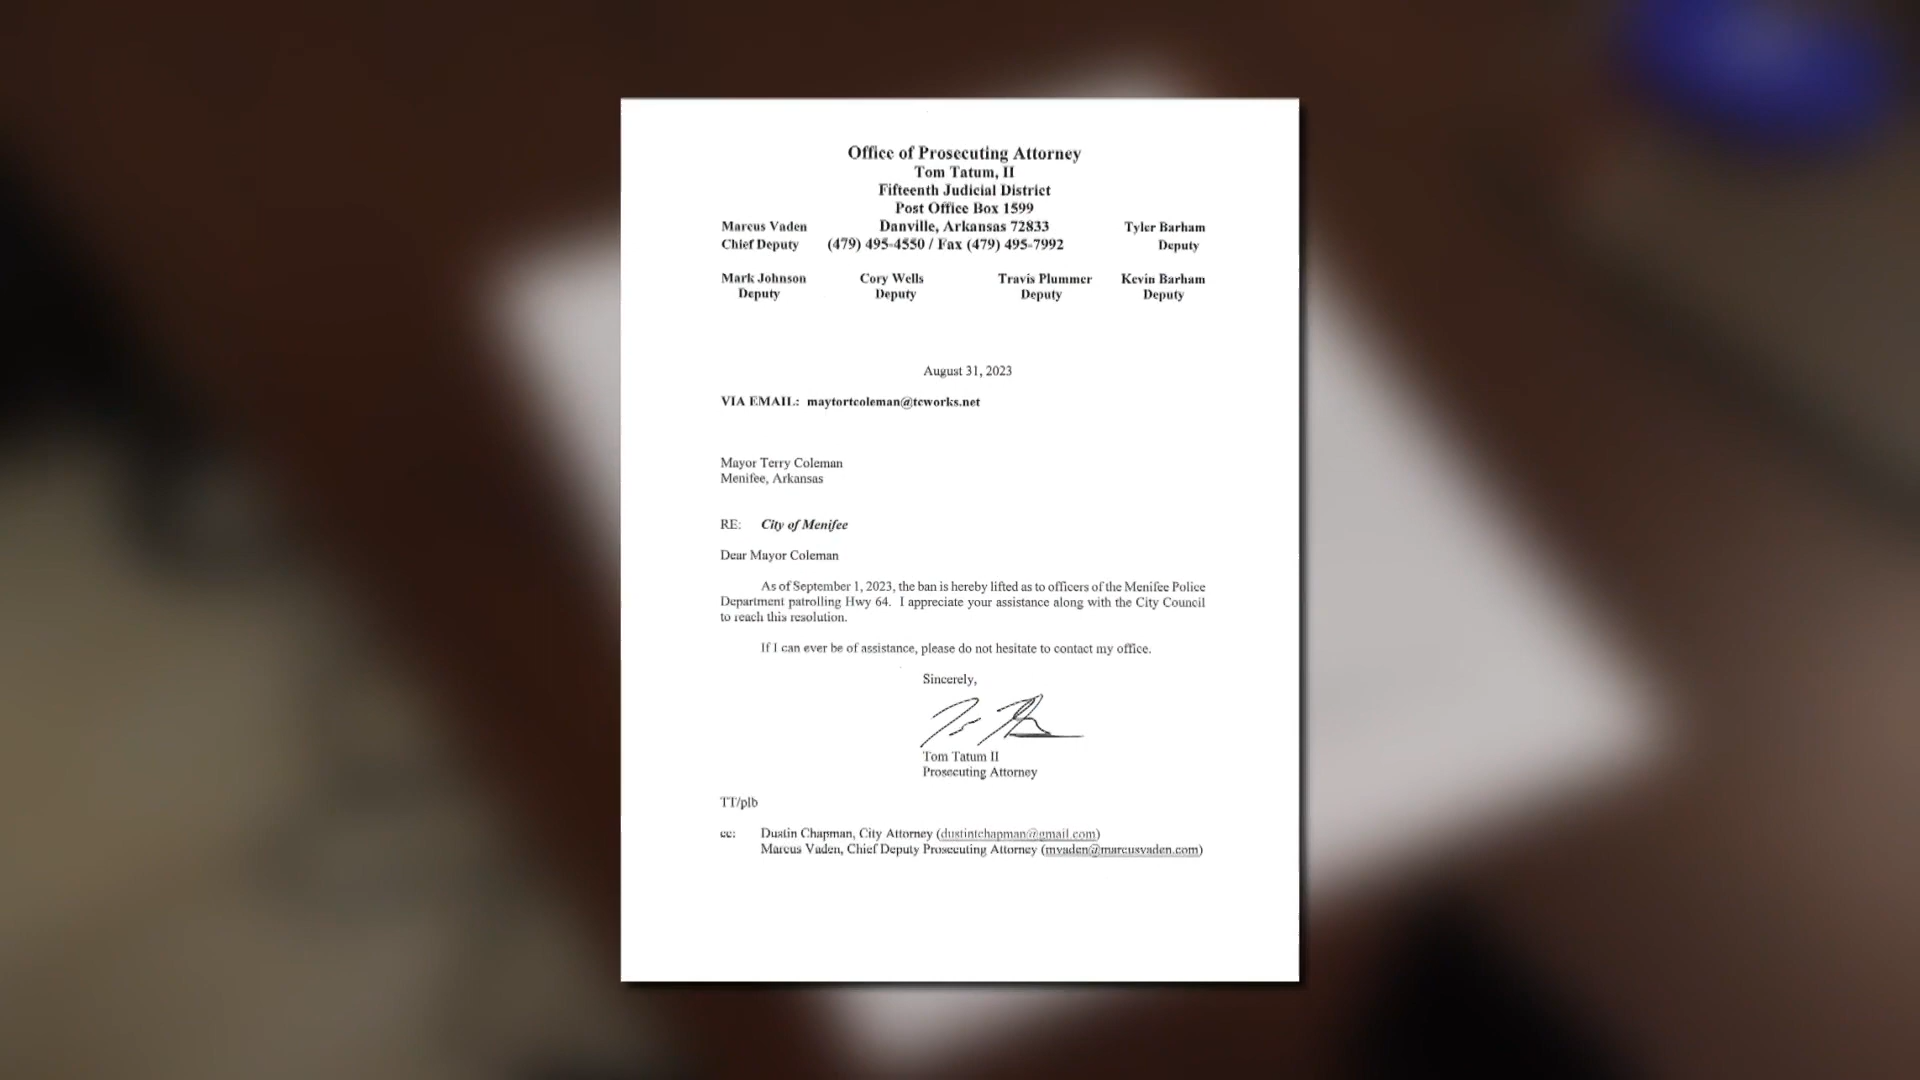 Office of Prosecuting Attorney
Tom Tatum, II
Fifteenth Judicial District
Post Office Box 1599
Marcus Vaden Danville, Arkansas 72833 Tyler Barham
Chief Deputy (479) 495-4550 / Fax (479) 495-7992 Deputy
Mark Johnson Cory Wells Travis Plummer Kevin Barham
Deputy Deputy Deputy Deputy
August 31, 2023
VIA EMAIL: maytortcoleman@tcworks.net
Mayor Terry Coleman
Menifee, Arkansas
RE: City of Menifee
Dear Mayor Coleman
As of September 1, 2023, the ban is hereby lifted as to officers of the Menifee Police
Department patrolling Hwy 64. I appreciate your assistance along with the City Council
to reach this resolution.
If I can ever be of assistance, please do not hesitate to contact my office.
Sincerely,
Tom Tatum II
Prosecuting Attorney
TT/plb
cc: Dustin Chapman, City Attorney (dustintchapman@gmail.com)
Marcus Vaden, Chief Deputy Prosecuting Attorney (mvaden@marcusvaden.com)